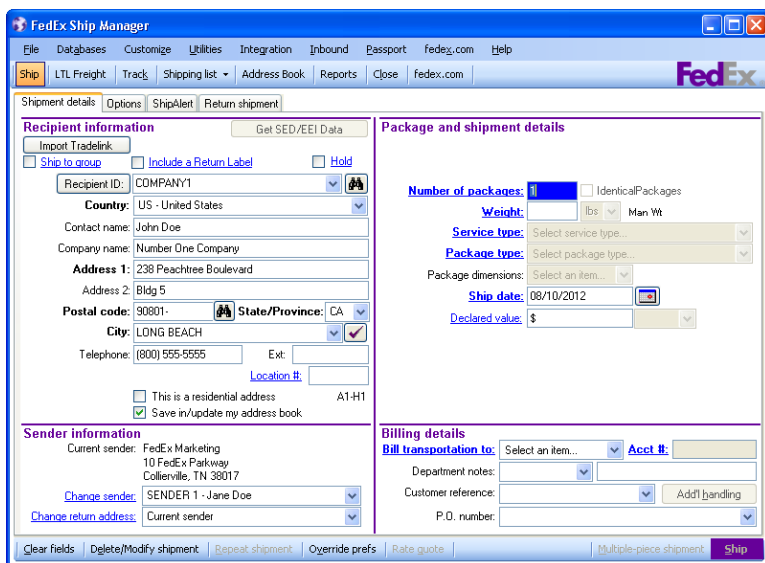 FedEx Ship Manager
File Databases Customize Utilities Integration Inbound Passport fedex.com Help
Ship LTL Freight Track Shipping list Address Book Reports Close fedex.com
FedEx
Shipment details Options ShipAlert Return shipment
Recipient information
Get SED/EEI Data
Import Tradelink
Ship to group Include a Return Label Hold
Recipient ID: COMPANY1
Country: US - United States
Contact name: John Doe
Company name: Number One Company
Address 1: 238 Peachtree Boulevard
Address 2: Bldg 5
Postal code: 90801- State/Province: CA
City: LONG BEACH
Telephone: (800) 555-5555 Ext:
Location #:
This is a residential address A1-H1
Save in/update my address book
Package and shipment details
Number of packages: 1 IdenticalPackages
Weight: lbs Man Wt
Service type: Select service type...
Package type: Select package type...
Package dimensions: Select an item...
Ship date: 08/10/2012
Declared value: $
Sender information
Current sender: FedEx Marketing
10 FedEx Parkway
Collierville, TN 38017
Change sender: SENDER 1 - Jane Doe
Change return address: Current sender
Billing details
Bill transportation to: Select an item... Acct #:
Department notes:
Customer reference: Add'l handling
P.O. number:
Clear fields Delete/Modify shipment Repeat shipment Override prefs Rate quote Multiple-piece shipment Ship